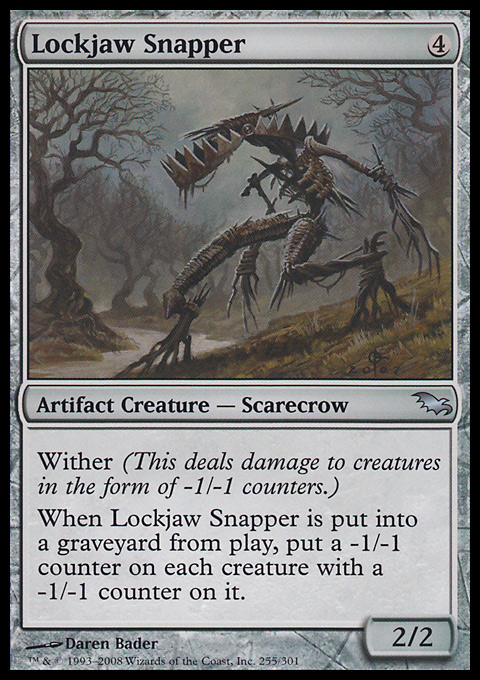 Lockjaw Snapper 4
2007
Artifact Creature — Scarecrow
Wither (This deals damage to creatures
in the form of -1/-1 counters.)
When Lockjaw Snapper is put into
a graveyard from play, put a -1/-1
counter on each creature with a
-1/-1 counter on it.
Daren Bader
2/2
™ & © 1993–2008 Wizards of the Coast, Inc. 255/301